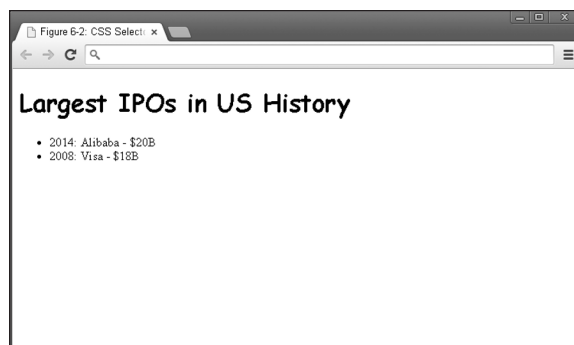 Figure 6-2: CSS Select
Largest IPOs in US History
2014: Alibaba - $20B
2008: Visa - $18B